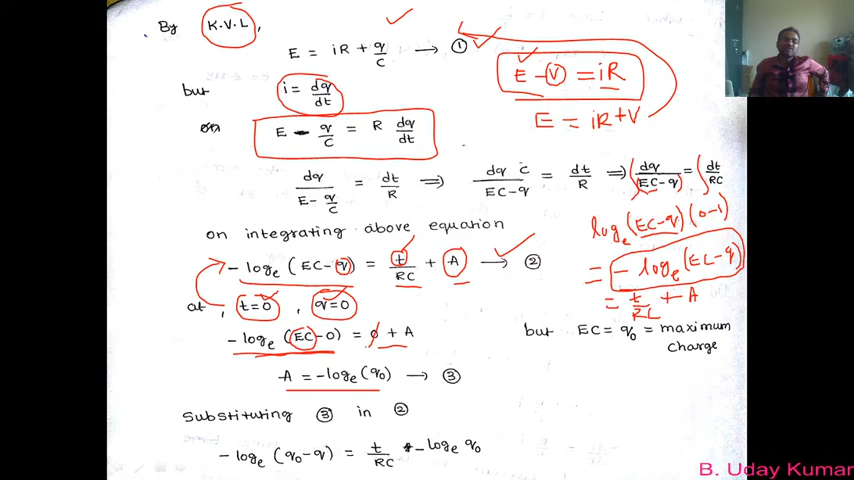 By K.V.L,
E = iR + q/C → ①
but i = dq/dt
E - q/C = R dq/dt
E - V = iR
E = iR + V
dq/(E - q/C) = dt/R ⟹ dq C/(EC-q) = dt/R ⟹ ∫ dq/(EC-q) = ∫ dt/RC
on integrating above equation
-logₑ (EC-q) = t/RC + A → ②
at, t=0, q=0
-logₑ (EC-0) = 0 + A
A = -logₑ(q₀) → ③
logₑ (EC-q) (0-1)
= -logₑ (EC-q)
= t/RC + A
but EC = q₀ = maximum
charge
Substituting ③ in ②
-logₑ (q₀-q) = t/RC - logₑ q₀
B. Uday Kumar